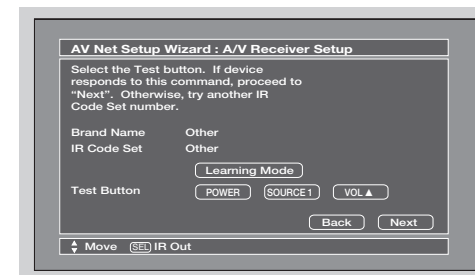 AV Net Setup Wizard : A/V Receiver Setup
Select the Test button. If device
responds to this command, proceed to
“Next”. Otherwise, try another IR
Code Set number.
Brand Name Other
IR Code Set Other
Learning Mode
Test Button POWER SOURCE 1 VOL ▲
Back Next
Move SEL IR Out